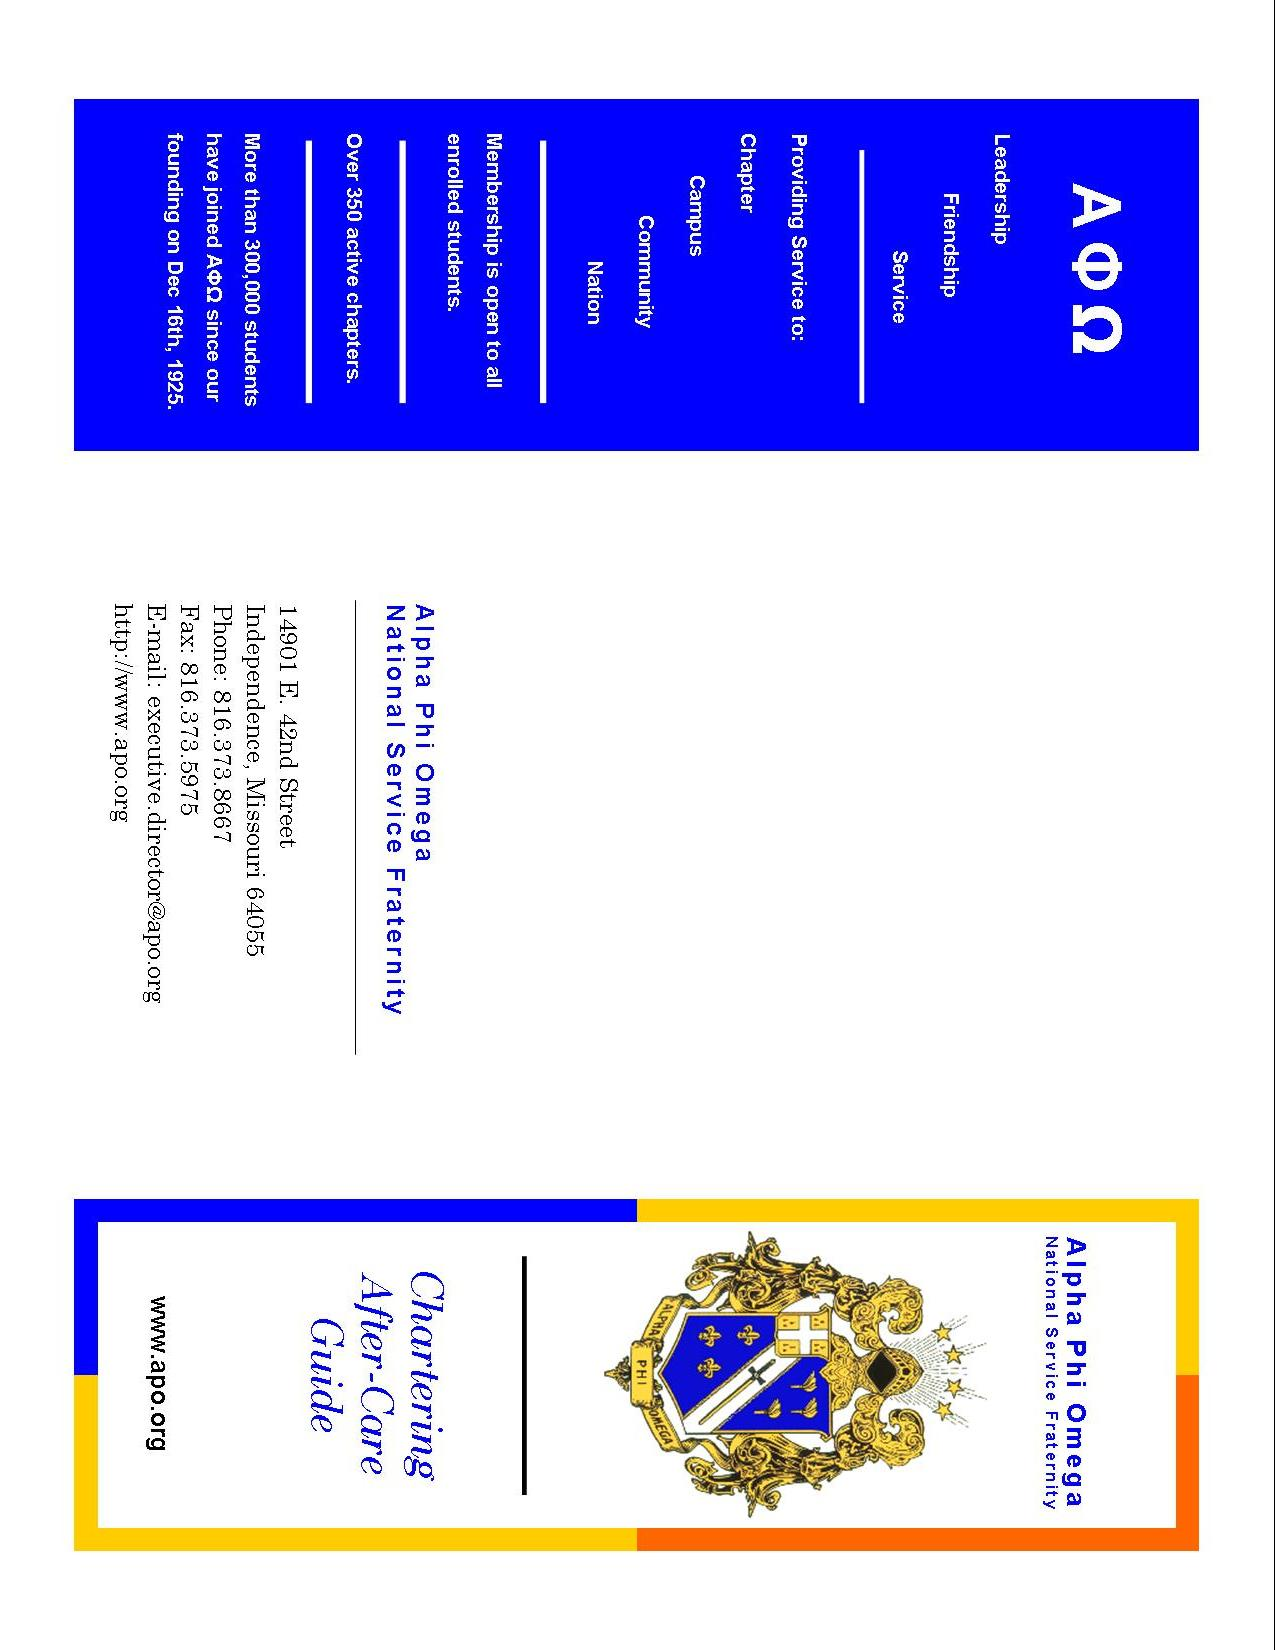 ΑΦΩ
Leadership
Friendship
Service
Providing Service to:
Chapter
Campus
Community
Nation
Membership is open to all
enrolled students.
Over 350 active chapters.
More than 300,000 students
have joined ΑΦΩ since our
founding on Dec 16th, 1925.
Alpha Phi Omega
National Service Fraternity
14901 E. 42nd Street
Independence, Missouri 64055
Phone: 816.373.8667
Fax: 816.373.5975
E-mail: executive.director@apo.org
http://www.apo.org
Alpha Phi Omega
National Service Fraternity
ALPHA PHI OMEGA
Chartering
After-Care
Guide
www.apo.org